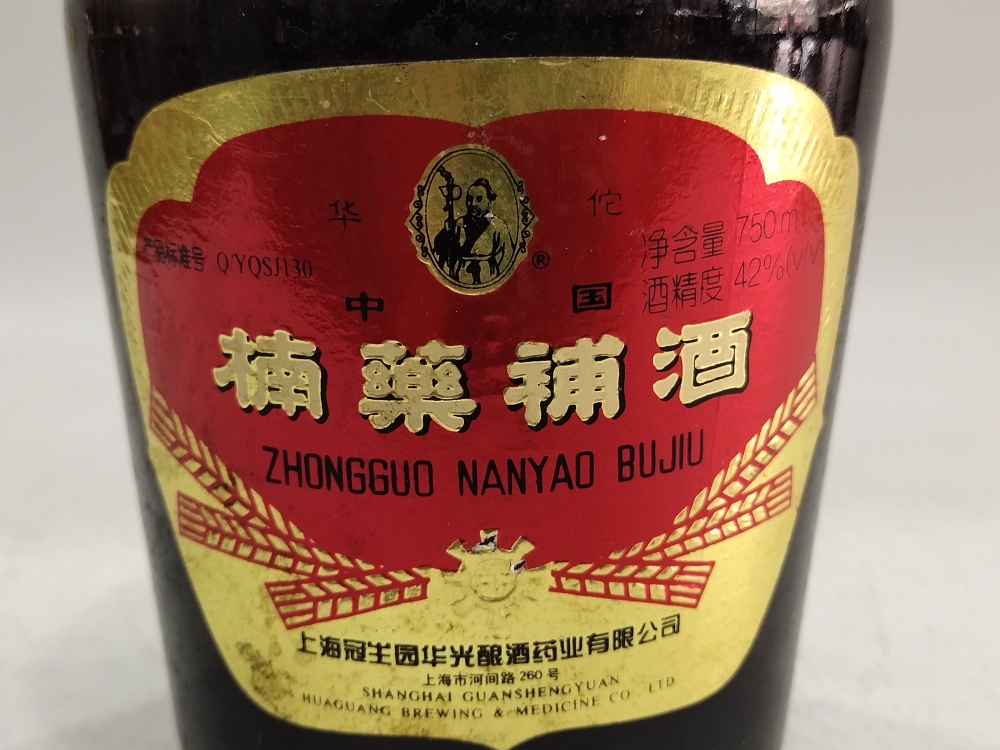 华佗
®
产品标准号 Q/YQSJ130
净含量 750m
酒精度 42%(V/V
中国
楠藥補酒
ZHONGGUO NANYAO BUJIU
上海冠生园华光酿酒药业有限公司
上海市河间路260号
SHANGHAI GUANSHENGYUAN
HUAGUANG BREWING & MEDICINE CO LTD